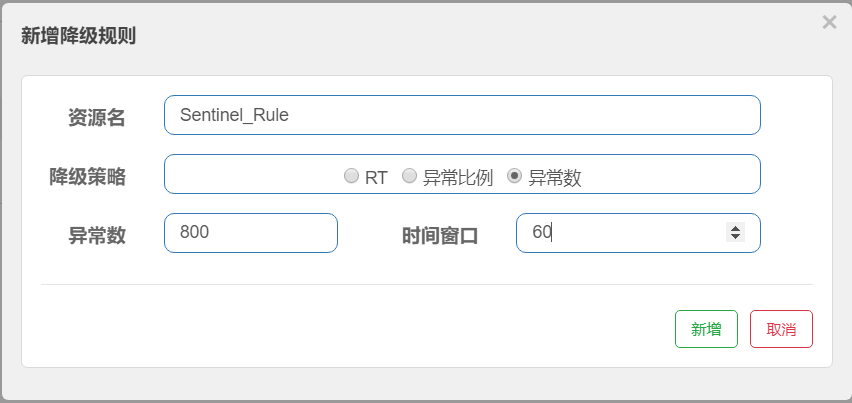 新增降级规则
×
资源名 Sentinel_Rule
降级策略 RT 异常比例 异常数
异常数 800 时间窗口 60
新增 取消